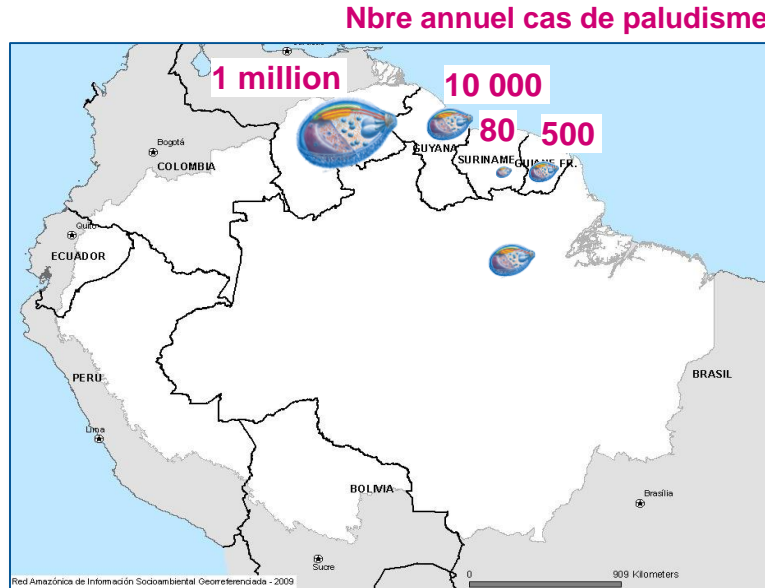 Nbre annuel cas de paludisme
1 million
10 000
80
500
Bogotá
COLOMBIA
GUYANA
SURINAME
GUIANE FR.
Quito
ECUADOR
PERÚ
BRASIL
Lima
BOLIVIA
Brasília
Sucre
0
909 Kilometers
Red Amazónica de Información Socioambiental Georreferenciada - 2009